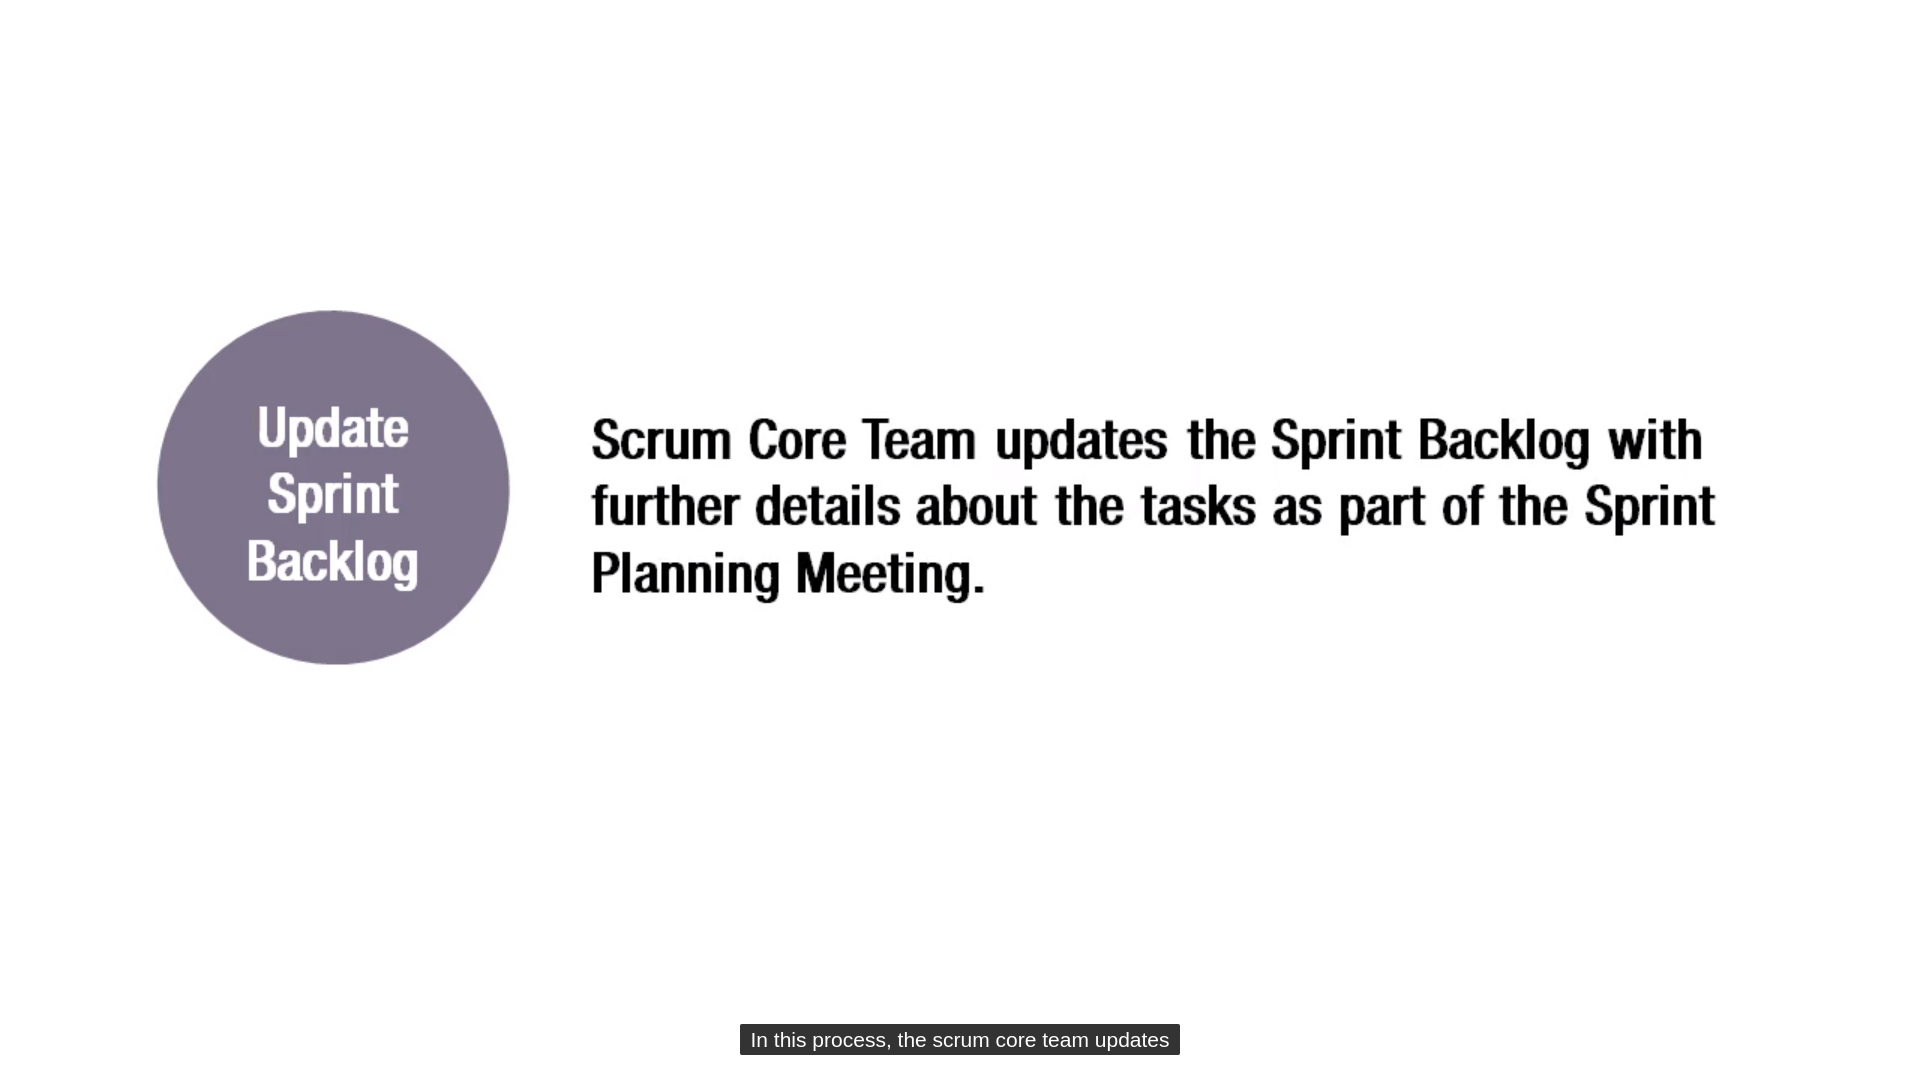 Update
Sprint
Backlog
Scrum Core Team updates the Sprint Backlog with
further details about the tasks as part of the Sprint
Planning Meeting.
In this process, the scrum core team updates